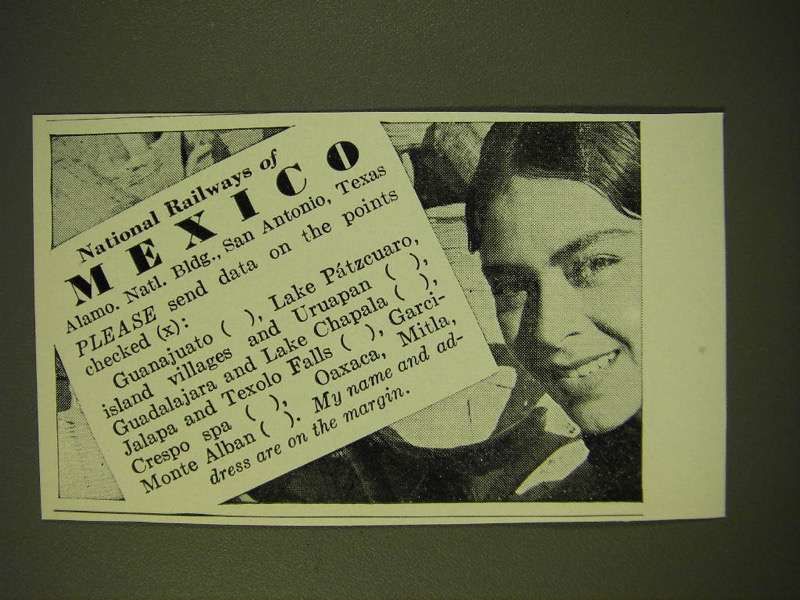 National Railways of
MEXICO
Alamo. Natl. Bldg., San Antonio, Texas
PLEASE send data on the points
checked (x):
Guanajuato ( ), Lake Pátzcuaro,
island villages and Uruapan ( ),
Guadalajara and Lake Chapala ( ),
Jalapa and Texolo Falls ( ), Garci-
Crespo spa ( ), Oaxaca, Mitla,
Monte Alban ( ). My name and ad-
dress are on the margin.